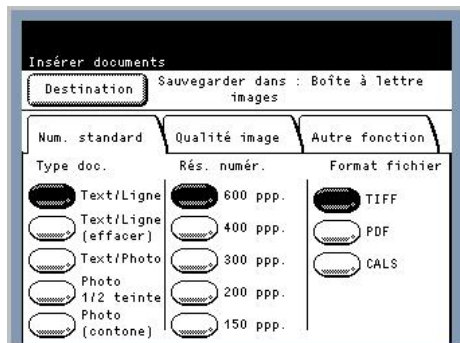 Insérer documents
Destination
Sauvegarder dans : Boîte à lettre
images
Num. standard
Qualité image
Autre fonction
Type doc.
Text/Ligne
Text/Ligne
(effacer)
Text/Photo
Photo
1/2 teinte
Photo
(contone)
Rés. numér.
600 ppp.
400 ppp.
300 ppp.
200 ppp.
150 ppp.
Format fichier
TIFF
PDF
CALS